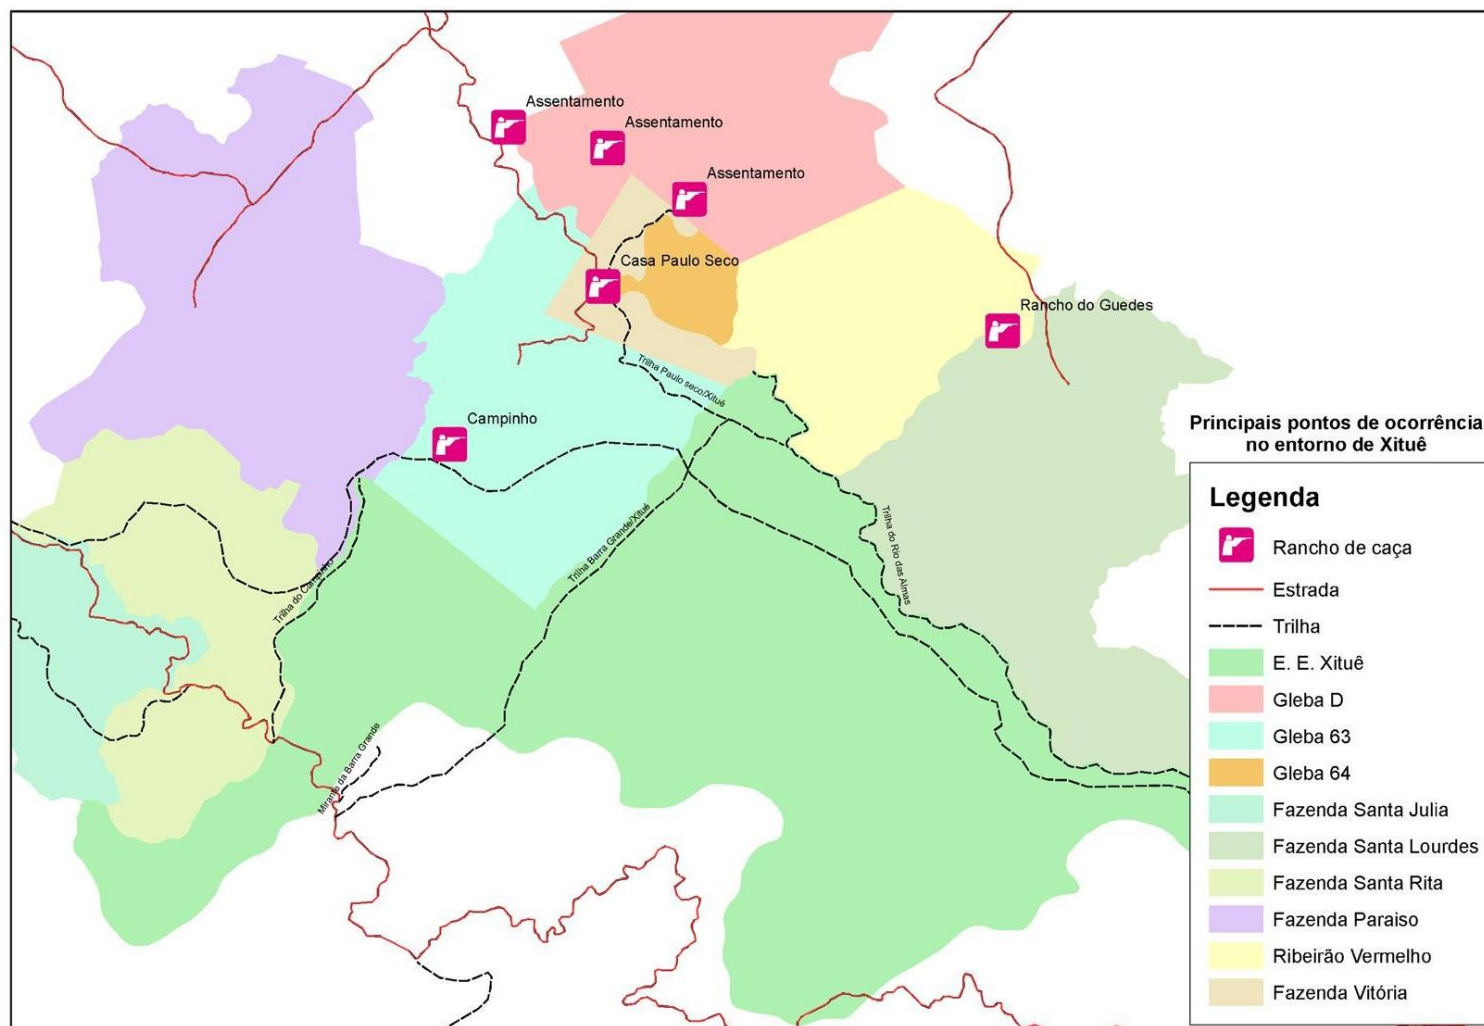 Assentamento
Assentamento
Assentamento
Casa Paulo Seco
Rancho do Guedes
Trilha Paulo seco/Xituê
Campinho
Trilha do Rio das Almas
Trilha Barra Grande/Xituê
Trilha do Campinho
Mirante da Barra Grande
Principais pontos de ocorrência
no entorno de Xituê
Legenda
Rancho de caça
Estrada
Trilha
E. E. Xituê
Gleba D
Gleba 63
Gleba 64
Fazenda Santa Julia
Fazenda Santa Lourdes
Fazenda Santa Rita
Fazenda Paraiso
Ribeirão Vermelho
Fazenda Vitória